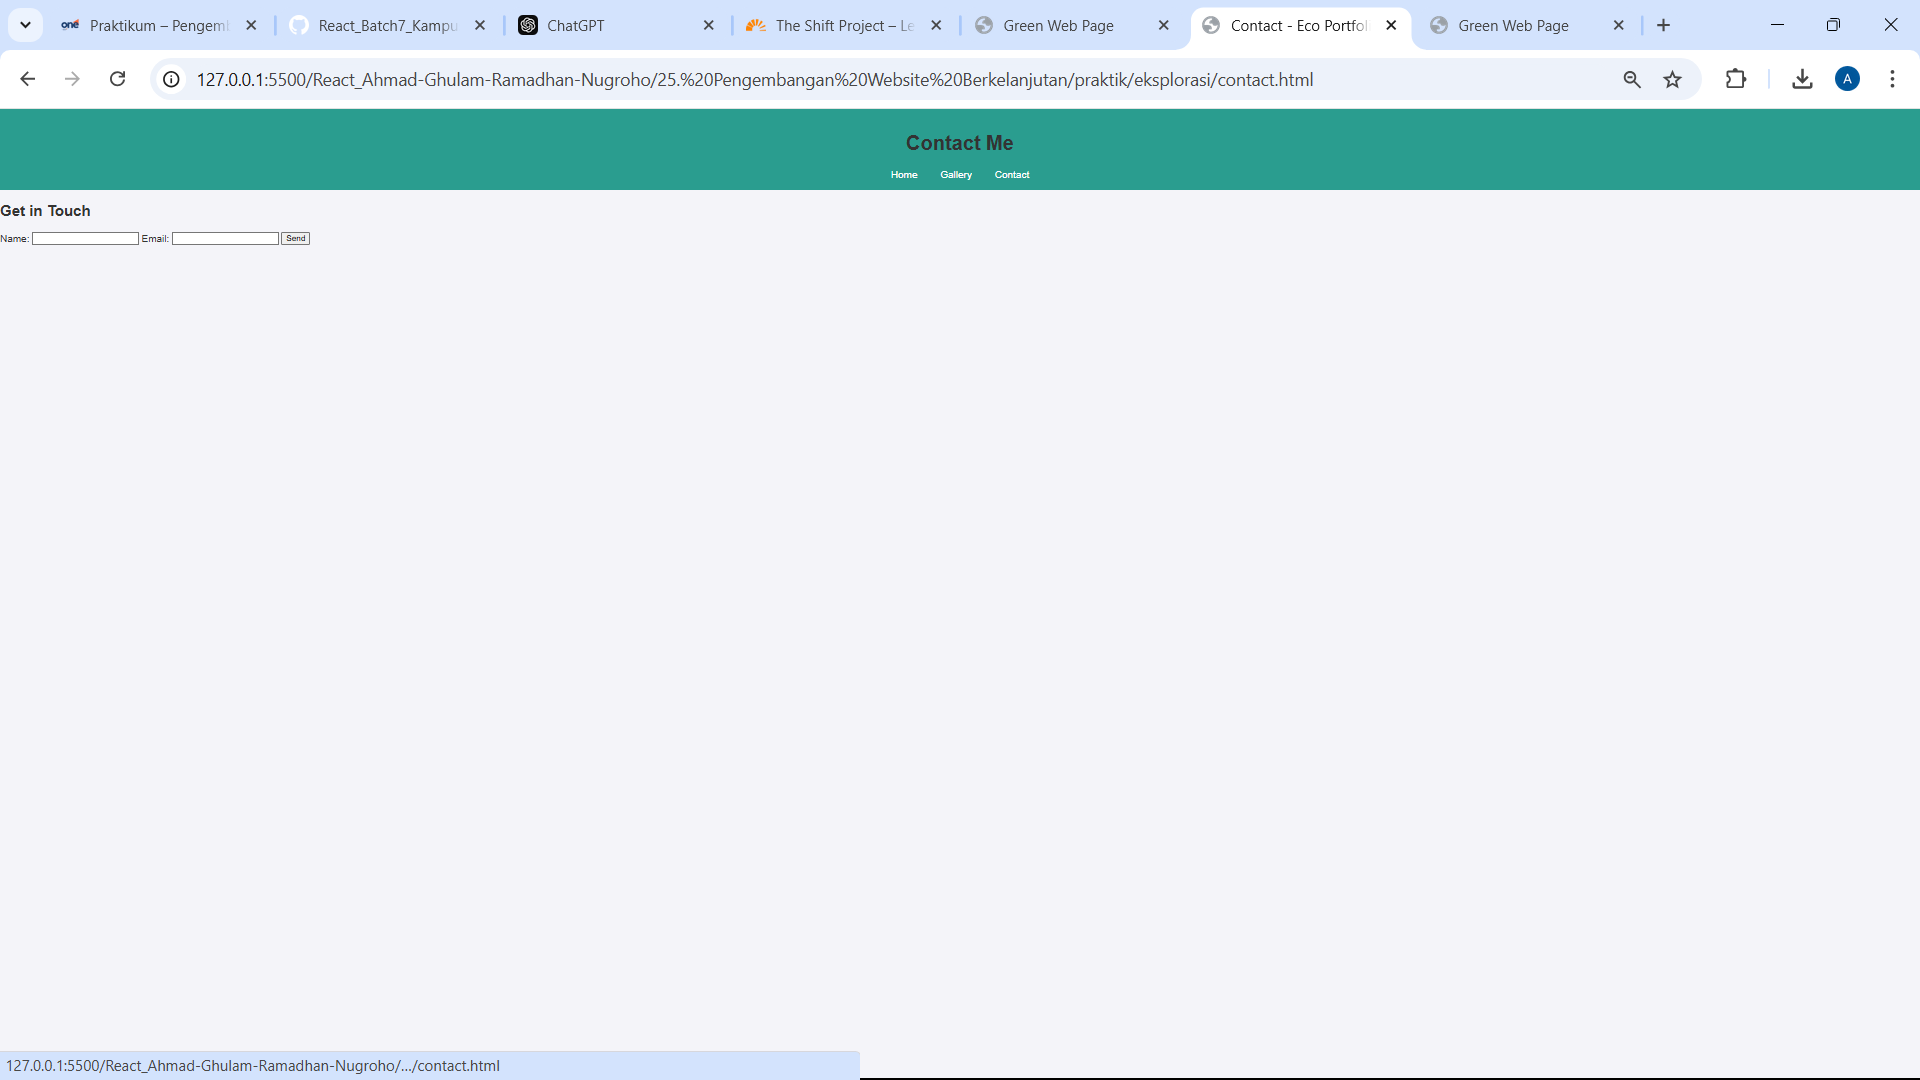 Praktikum – Pengem
React_Batch7_Kampu
ChatGPT
The Shift Project – Le
Green Web Page
Contact - Eco Portfol
Green Web Page
127.0.0.1:5500/React_Ahmad-Ghulam-Ramadhan-Nugroho/25.%20Pengembangan%20Website%20Berkelanjutan/praktik/eksplorasi/contact.html
A
Contact Me
Home Gallery Contact
Get in Touch
Name: Email: Send
127.0.0.1:5500/React_Ahmad-Ghulam-Ramadhan-Nugroho/.../contact.html